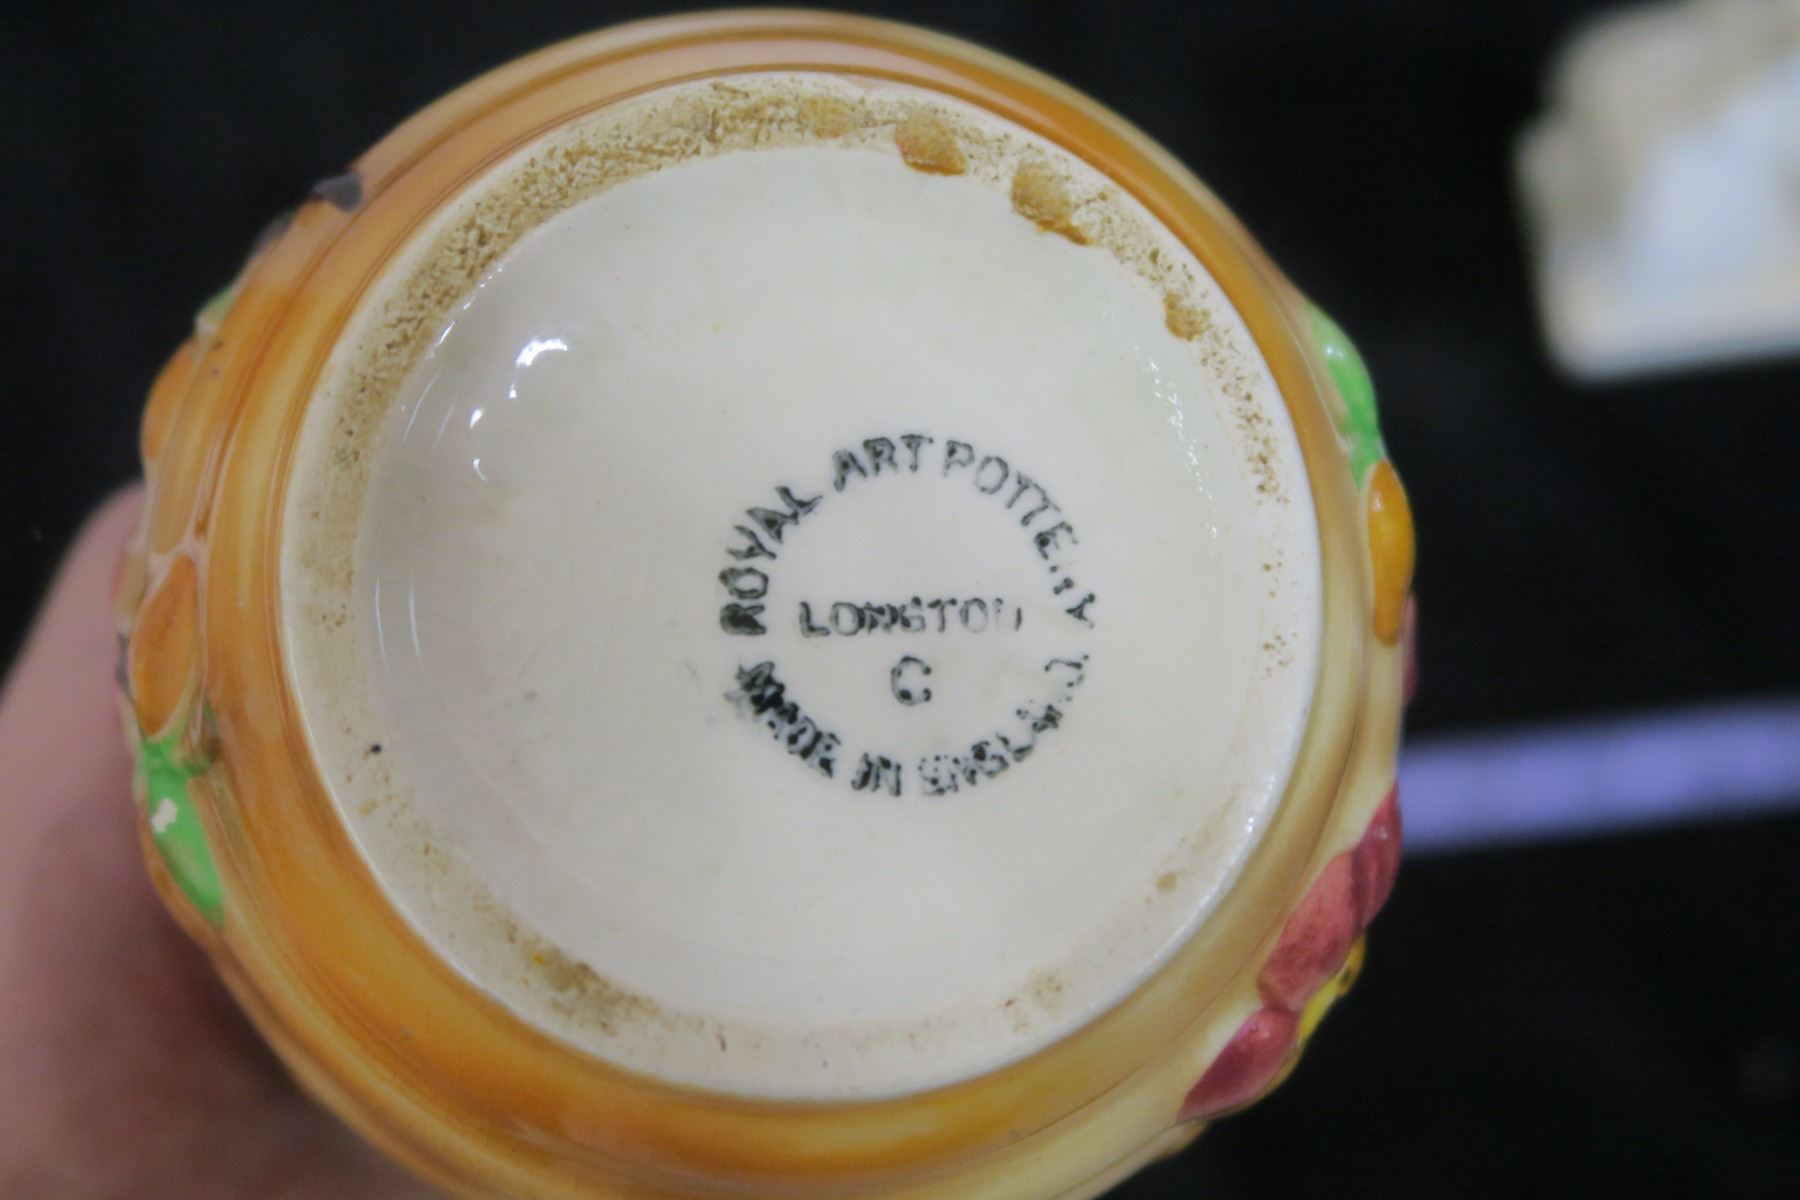 ROYAL ART POTTERY
LONGTON
C
MADE IN ENGLAND